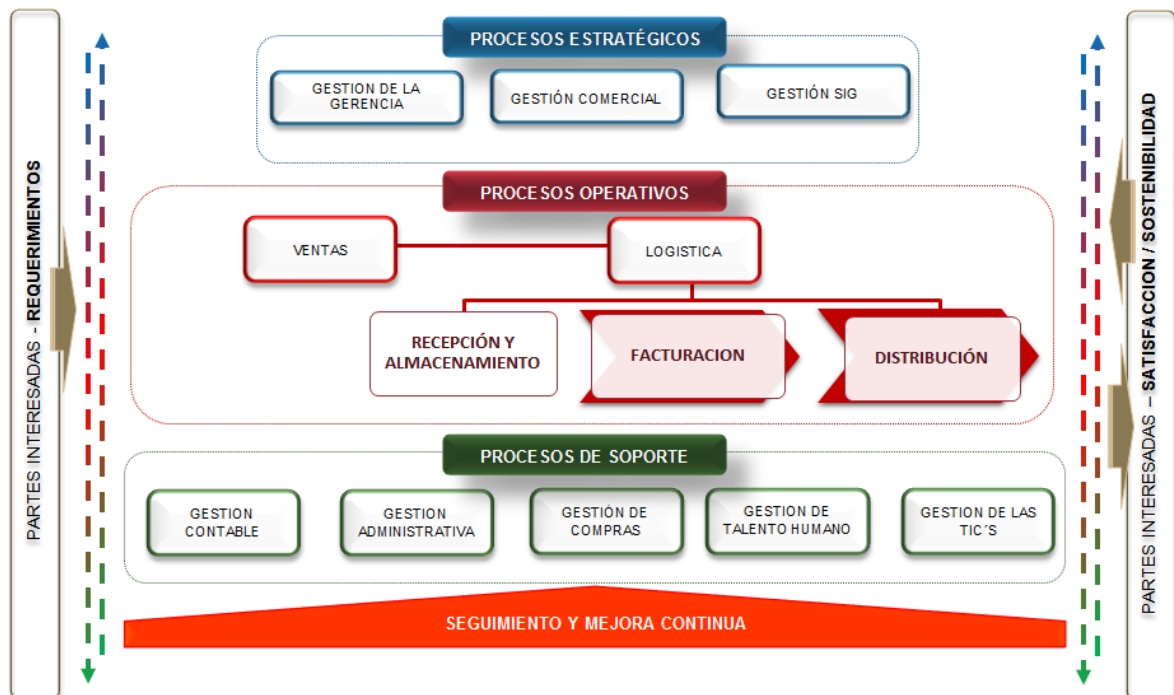 PROCESOS ESTRATÉGICOS
GESTION DE LA
GERENCIA
GESTIÓN COMERCIAL
GESTIÓN SIG
PROCESOS OPERATIVOS
VENTAS
LOGISTICA
RECEPCIÓN Y
ALMACENAMIENTO
FACTURACION
DISTRIBUCIÓN
PROCESOS DE SOPORTE
GESTION
CONTABLE
GESTION
ADMINISTRATIVA
GESTIÓN DE
COMPRAS
GESTION DE
TALENTO HUMANO
GESTION DE LAS
TIC´S
SEGUIMIENTO Y MEJORA CONTINUA
PARTES INTERESADAS - REQUERIMIENTOS
PARTES INTERESADAS – SATISFACCION / SOSTENIBILIDAD